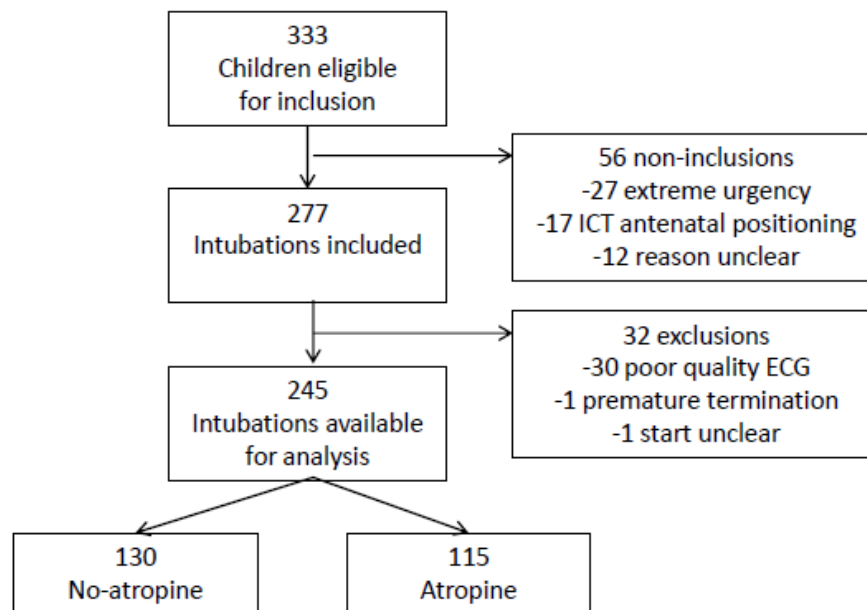 333
Children eligible
for inclusion
56 non-inclusions
-27 extreme urgency
-17 ICT antenatal positioning
-12 reason unclear
277
Intubations included
32 exclusions
-30 poor quality ECG
-1 premature termination
-1 start unclear
245
Intubations available
for analysis
130
No-atropine
115
Atropine